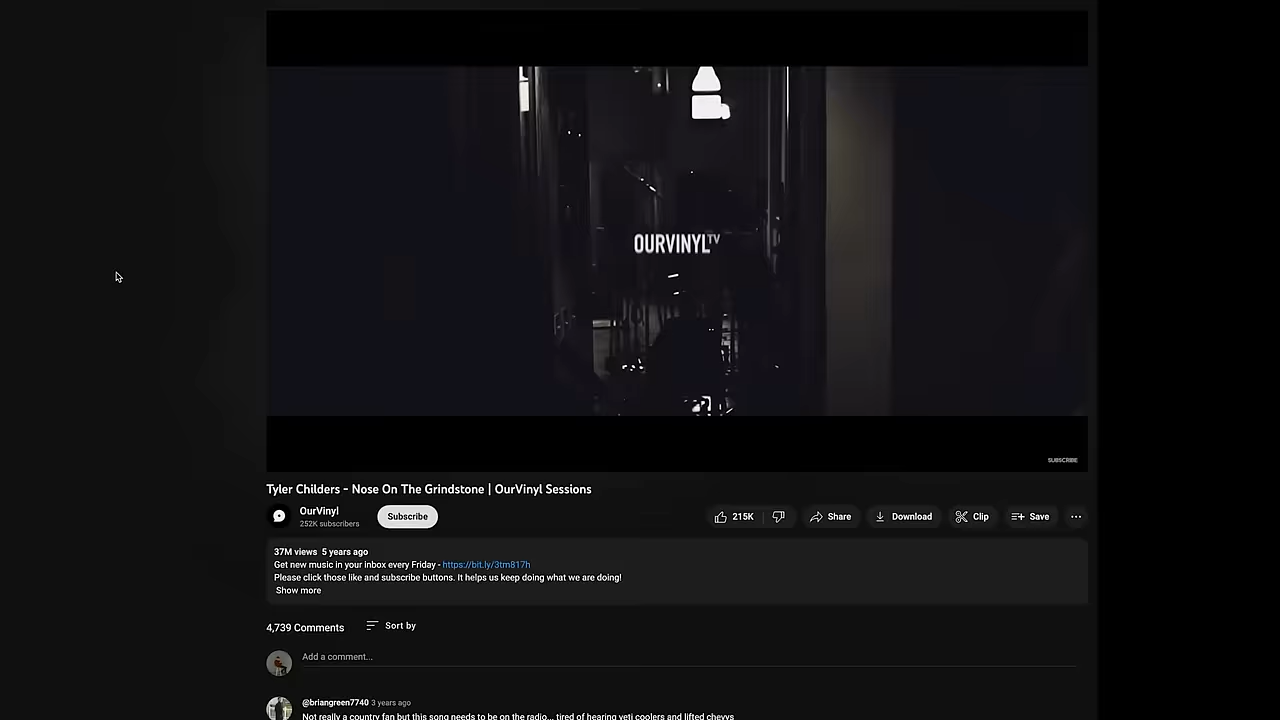 OURVINYL TV
SUBSCRIBE
Tyler Childers - Nose On The Grindstone | OurVinyl Sessions
OurVinyl
252K subscribers
Subscribe
215K
Share
Download
Clip
Save
37M views 5 years ago
Get new music in your inbox every Friday - https://bit.ly/3tm817h
Please click those like and subscribe buttons. It helps us keep doing what we are doing!
Show more
4,739 Comments
Sort by
Add a comment...
@briangreen7740 3 years ago
Not really a country fan but this song needs to be on the radio... tired of hearing yeti coolers and lifted chevys